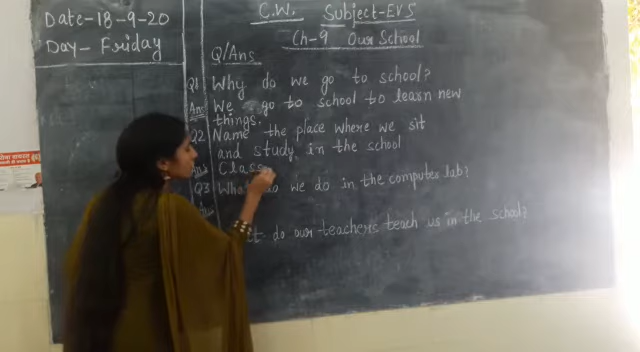 Date-18-9-20
Day- Friday
C.W. Subject-EVS
Ch-9 Our School
Q/Ans
Q1 Why do we go to school?
Ans We go to school to learn new
things.
Q2 Name the place where we sit
and study in the school
Ans Class
Q3 What do we do in the computer lab?
Ans
do our teachers teach us in the school?